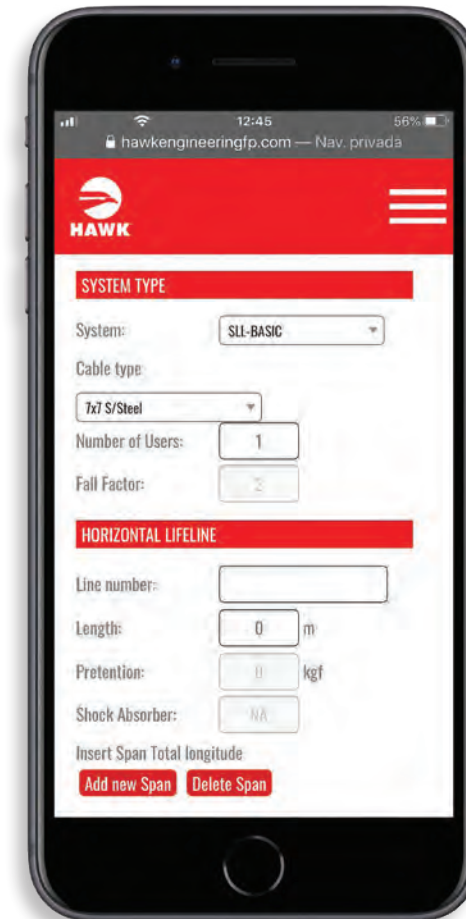 12:45
56%
hawkengineeringfp.com — Nav. privada
HAWK
SYSTEM TYPE
System:
SLL-BASIC
Cable type
7x7 S/Steel
Number of Users:
1
Fall Factor:
2
HORIZONTAL LIFELINE
Line number:
Length:
0
m
Pretention:
0
kgf
Shock Absorber:
NA
Insert Span Total longitude
Add new Span
Delete Span